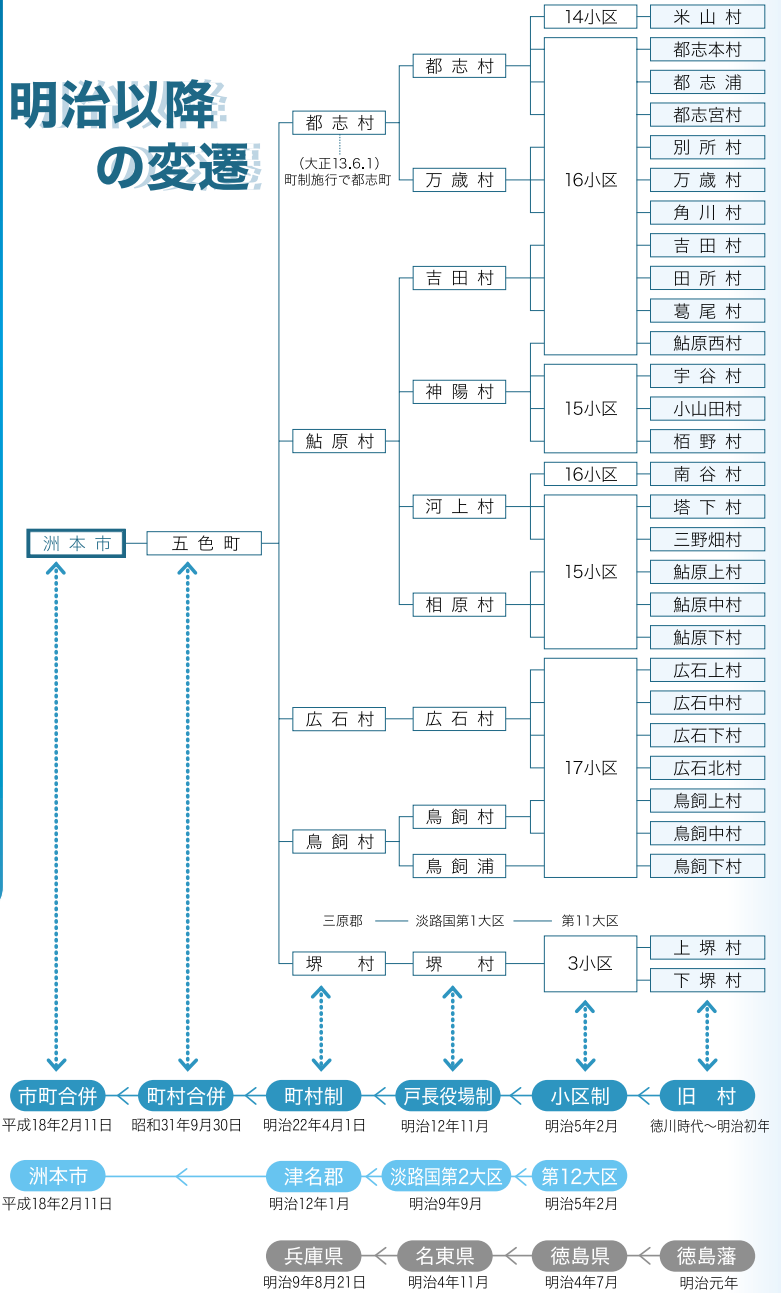 明治以降
の変遷
洲本市
五色町
都志村
（大正13.6.1）
町制施行で都志町
鮎原村
広石村
鳥飼村
堺村
都志村
万歳村
吉田村
神陽村
河上村
相原村
広石村
鳥飼村
鳥飼浦
堺村
14小区
16小区
15小区
16小区
15小区
17小区
3小区
米山村
都志本村
都志浦
都志宮村
別所村
万歳村
角川村
吉田村
田所村
葛尾村
鮎原西村
宇谷村
小山田村
栢野村
南谷村
塔下村
三野畑村
鮎原上村
鮎原中村
鮎原下村
広石上村
広石中村
広石下村
広石北村
鳥飼上村
鳥飼中村
鳥飼下村
上堺村
下堺村
三原郡 淡路国第1大区 第11大区
市町合併 町村合併 町村制 戸長役場制 小区制 旧村
平成18年2月11日 昭和31年9月30日 明治22年4月1日 明治12年11月 明治5年2月 徳川時代～明治初年
洲本市 津名郡 淡路国第2大区 第12大区
平成18年2月11日 明治12年1月 明治9年9月 明治5年2月
兵庫県 名東県 徳島県 徳島藩
明治9年8月21日 明治4年11月 明治4年7月 明治元年